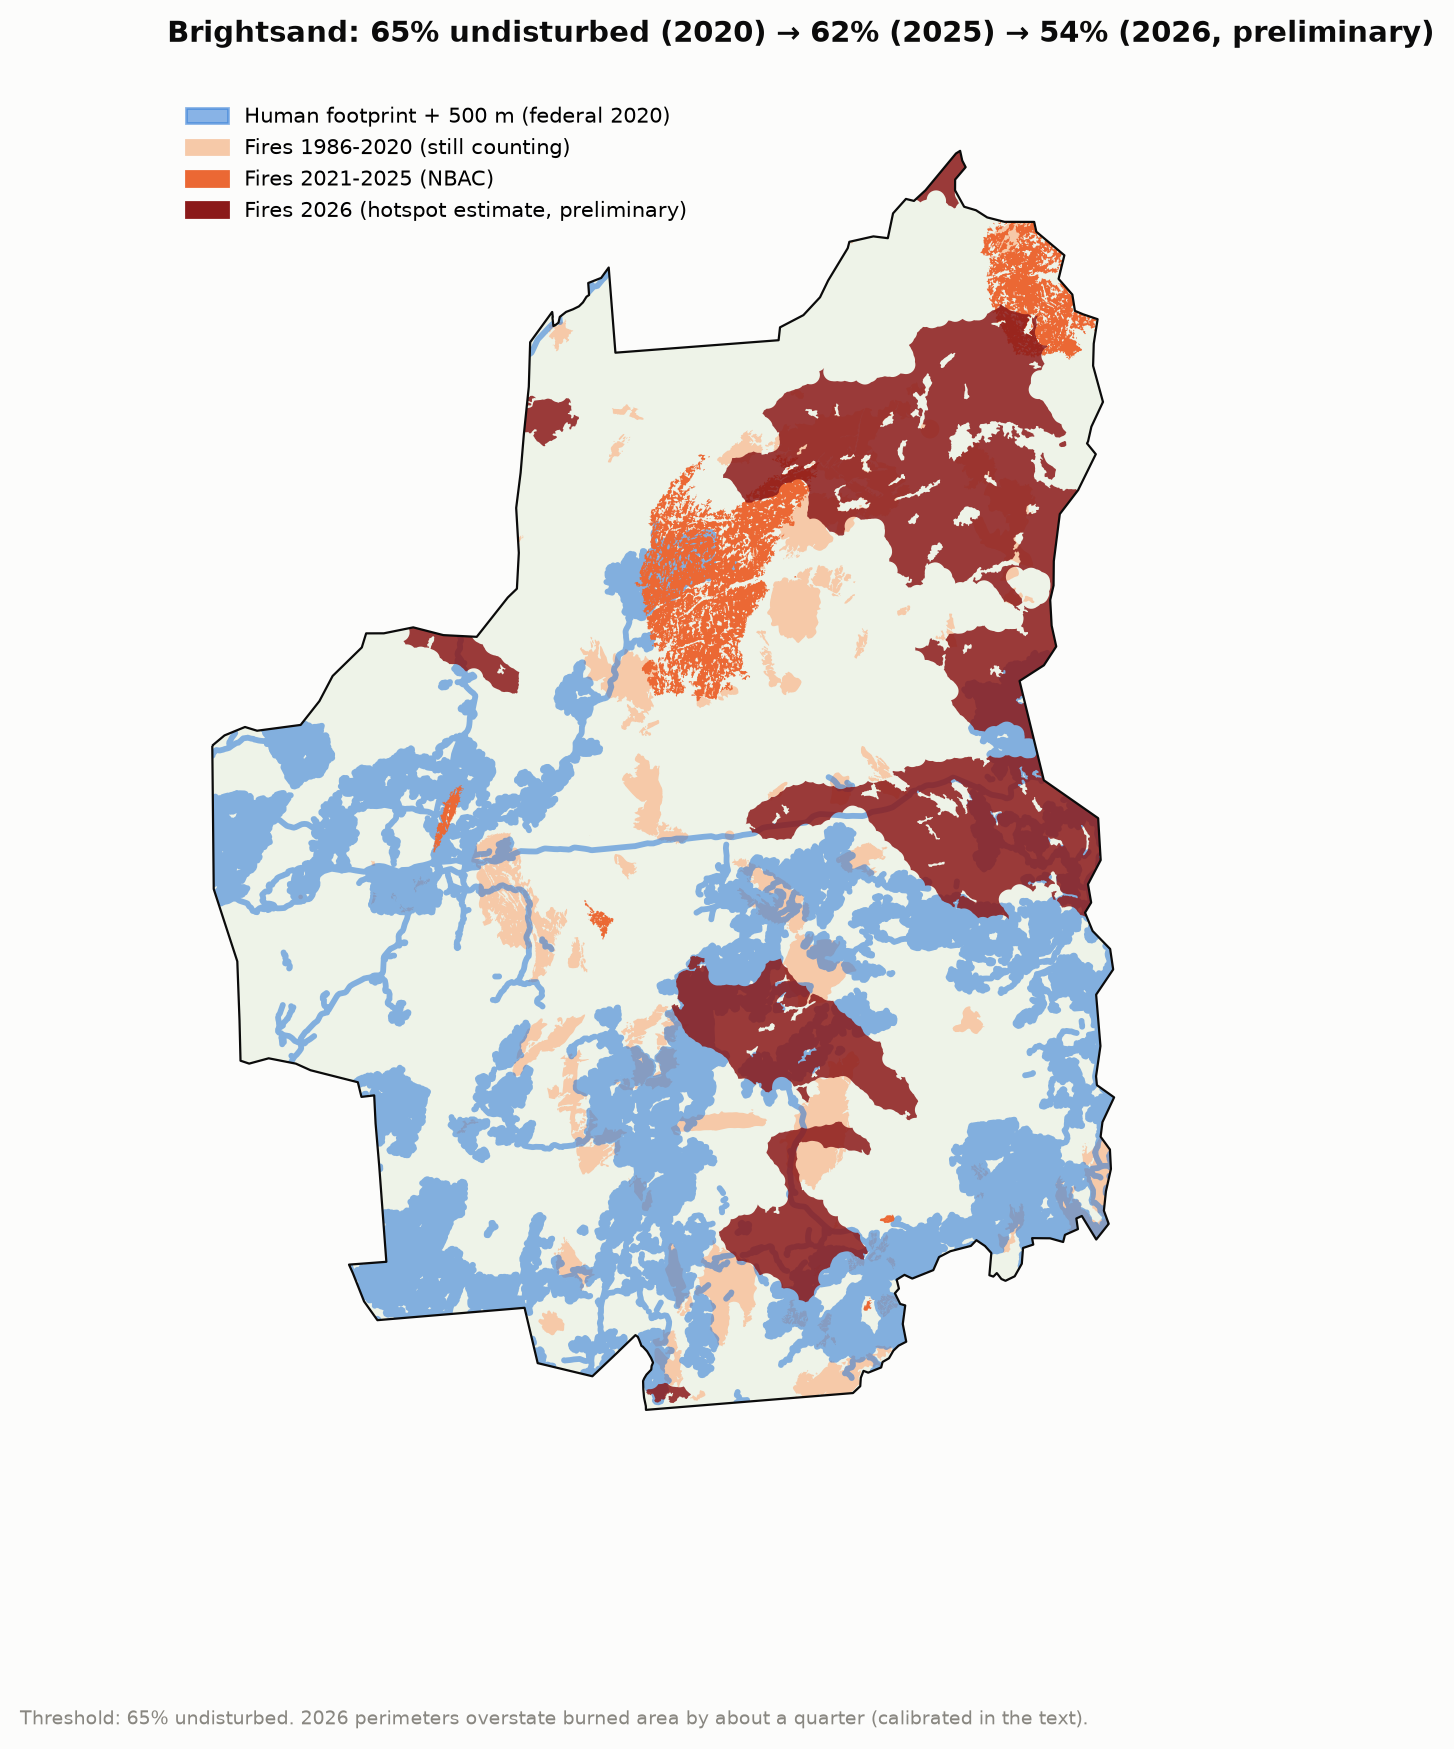 Brightsand: 65% undisturbed (2020) → 62% (2025) → 54% (2026, preliminary)
Human footprint + 500 m (federal 2020)
Fires 1986-2020 (still counting)
Fires 2021-2025 (NBAC)
Fires 2026 (hotspot estimate, preliminary)
Threshold: 65% undisturbed. 2026 perimeters overstate burned area by about a quarter (calibrated in the text).